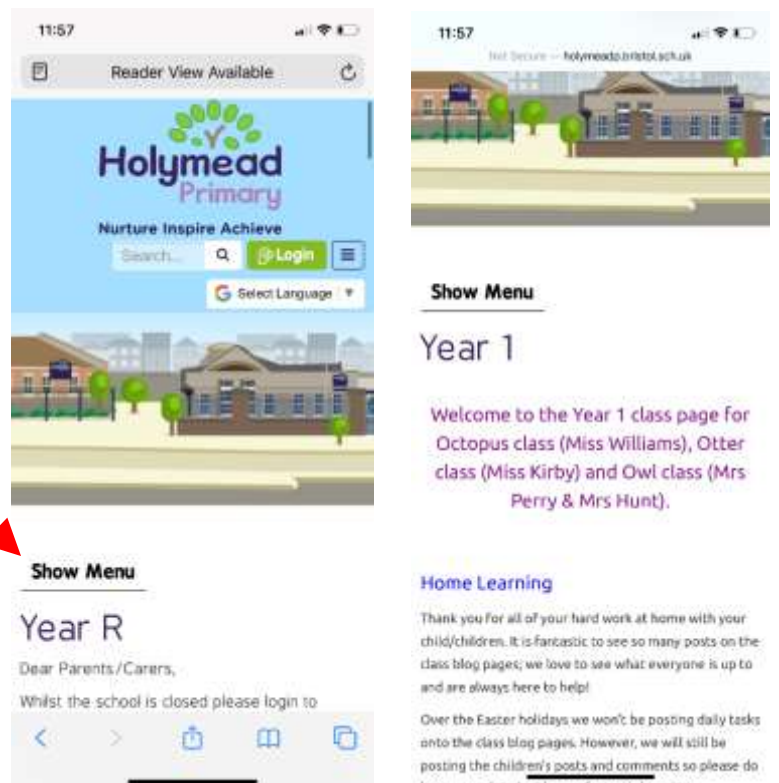 11:57
Reader View Available
Holymead
Primary
Nurture Inspire Achieve
Search...
Login
Select Language
Show Menu
Year R
Dear Parents/Carers,
Whilst the school is closed please login to
11:57
Not Secure — holymeadp.bristol.sch.uk
Show Menu
Year 1
Welcome to the Year 1 class page for
Octopus class (Miss Williams), Otter
class (Miss Kirby) and Owl class (Mrs
Perry & Mrs Hunt).
Home Learning
Thank you for all of your hard work at home with your
child/children. It is fantastic to see so many posts on the
class blog pages; we love to see what everyone is up to
and are always here to help!
Over the Easter holidays we won't be posting daily tasks
onto the class blog pages. However, we will still be
posting the children's posts and comments so please do